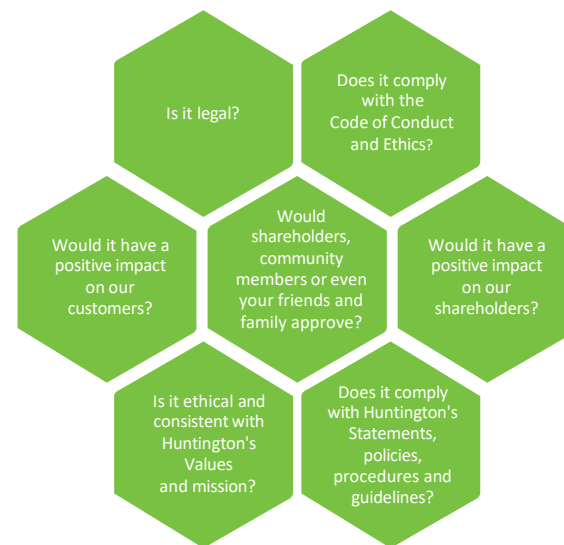 Is it legal?
Does it comply
with the
Code of Conduct
and Ethics?
Would it have a
positive impact
on our
customers?
Would
shareholders,
community
members or even
your friends and
family approve?
Would it have a
positive impact
on our
shareholders?
Is it ethical and
consistent with
Huntington's
Values
and mission?
Does it comply
with Huntington's
Statements,
policies,
procedures and
guidelines?